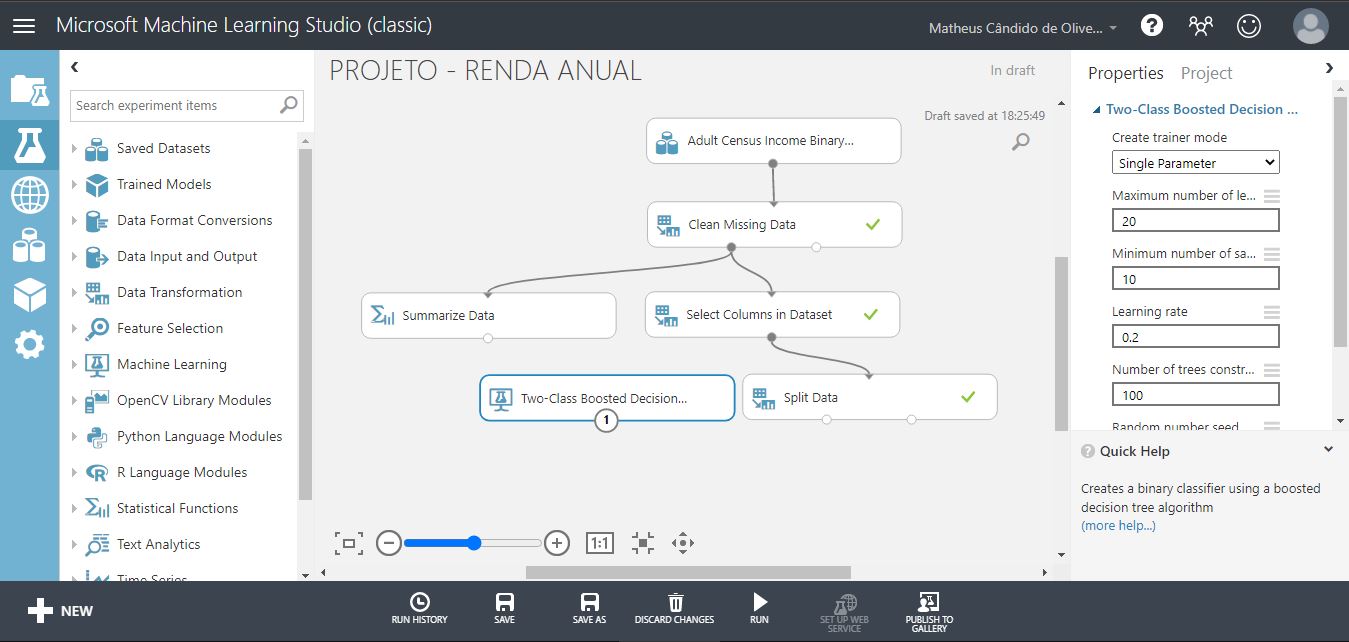 Microsoft Machine Learning Studio (classic)
Matheus Cândido de Olive...
?
Search experiment items
Saved Datasets
Trained Models
Data Format Conversions
Data Input and Output
Data Transformation
Feature Selection
Machine Learning
OpenCV Library Modules
Python Language Modules
R Language Modules
Statistical Functions
Text Analytics
Time Series
PROJETO - RENDA ANUAL
In draft
Draft saved at 18:25:49
Adult Census Income Binary...
Clean Missing Data
Summarize Data
Select Columns in Dataset
Two-Class Boosted Decision...
1
Split Data
1:1
Properties Project
Two-Class Boosted Decision ...
Create trainer mode
Single Parameter
Maximum number of le...
20
Minimum number of sa...
10
Learning rate
0.2
Number of trees constr...
100
Random number seed
? Quick Help
Creates a binary classifier using a boosted
decision tree algorithm
(more help...)
NEW
RUN HISTORY
SAVE
SAVE AS
DISCARD CHANGES
RUN
SET UP WEB
SERVICE
PUBLISH TO
GALLERY